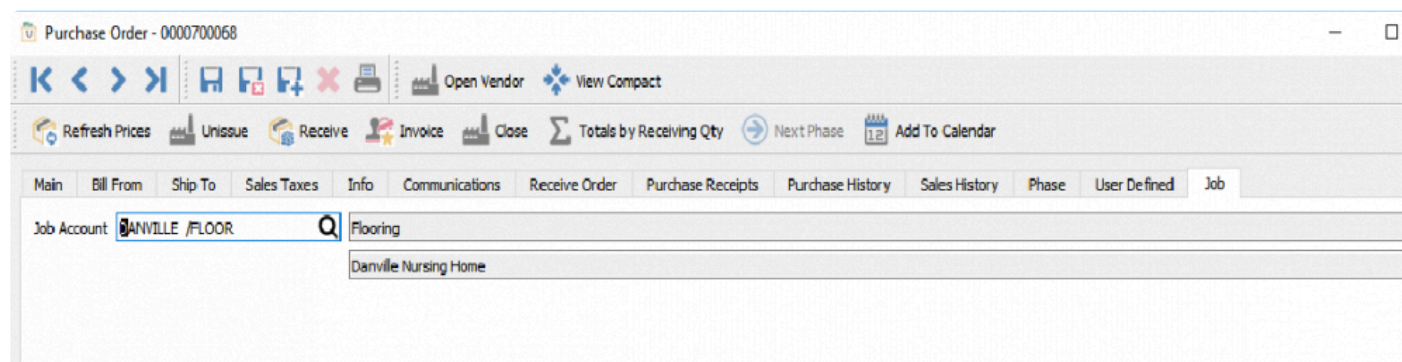 Purchase Order - 0000700068
Open Vendor View Compact
Refresh Prices Unissue Receive Invoice Close Totals by Receiving Qty Next Phase 12 Add To Calendar
Main Bill From Ship To Sales Taxes Info Communications Receive Order Purchase Receipts Purchase History Sales History Phase User Defined Job
Job Account DANVILLE /FLOOR Flooring
Danville Nursing Home